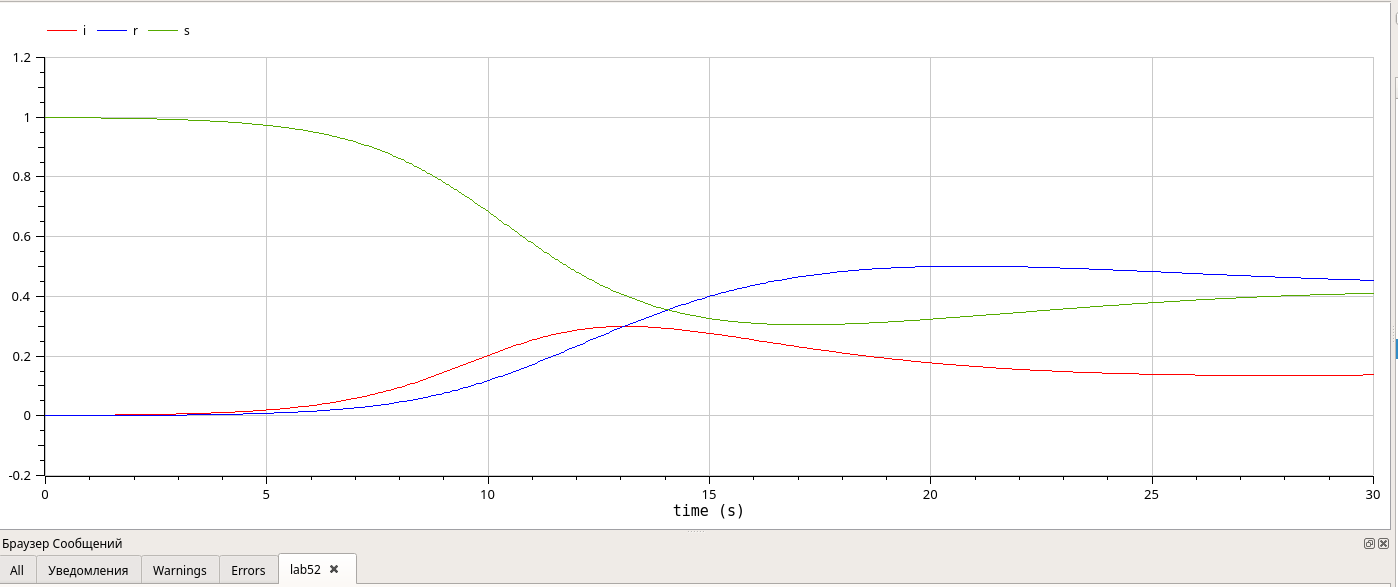 i r s
1.2
1
0.8
0.6
0.4
0.2
0
-0.2
0 5 10 15 20 25 30
time (s)
Браузер Сообщений
All Уведомления Warnings Errors lab52